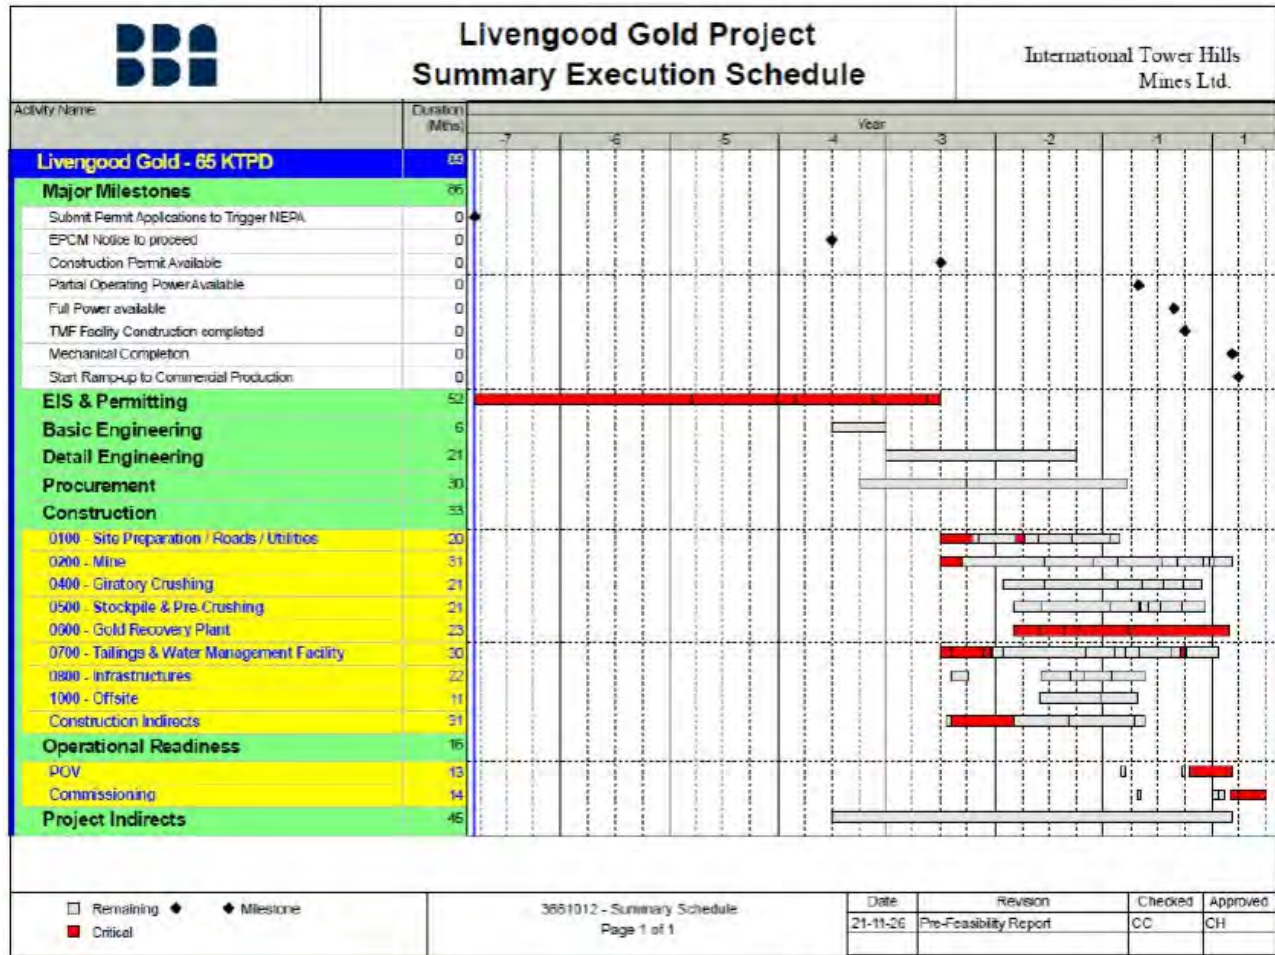 BBA
Livengood Gold Project
Summary Execution Schedule
International Tower Hills
Mines Ltd.
Activity Name
Duration
(Mths)
Year
-7 -6 -5 -4 -3 -2 -1 1
Livengood Gold - 65 KTPD 89
Major Milestones 86
Submit Permit Applications to Trigger NEPA 0
EPCM Notice to proceed 0
Construction Permit Available 0
Partial Operating Power Available 0
Full Power available 0
TMF Facility Construction completed 0
Mechanical Completion 0
Start Ramp-up to Commercial Production 0
EIS & Permitting 52
Basic Engineering 6
Detail Engineering 21
Procurement 30
Construction 33
0100 - Site Preparation / Roads / Utilities 20
0200 - Mine 31
0400 - Giratory Crushing 21
0500 - Stockpile & Pre-Crushing 21
0600 - Gold Recovery Plant 23
0700 - Tailings & Water Management Facility 30
0800 - Infrastructures 22
1000 - Offsite 11
Construction Indirects 31
Operational Readiness 16
POV 13
Commissioning 14
Project Indirects 45
Remaining Milestone
Critical
3661012 - Summary Schedule
Page 1 of 1
Date Revision Checked Approved
21-11-26 Pre-Feasibility Report CC CH